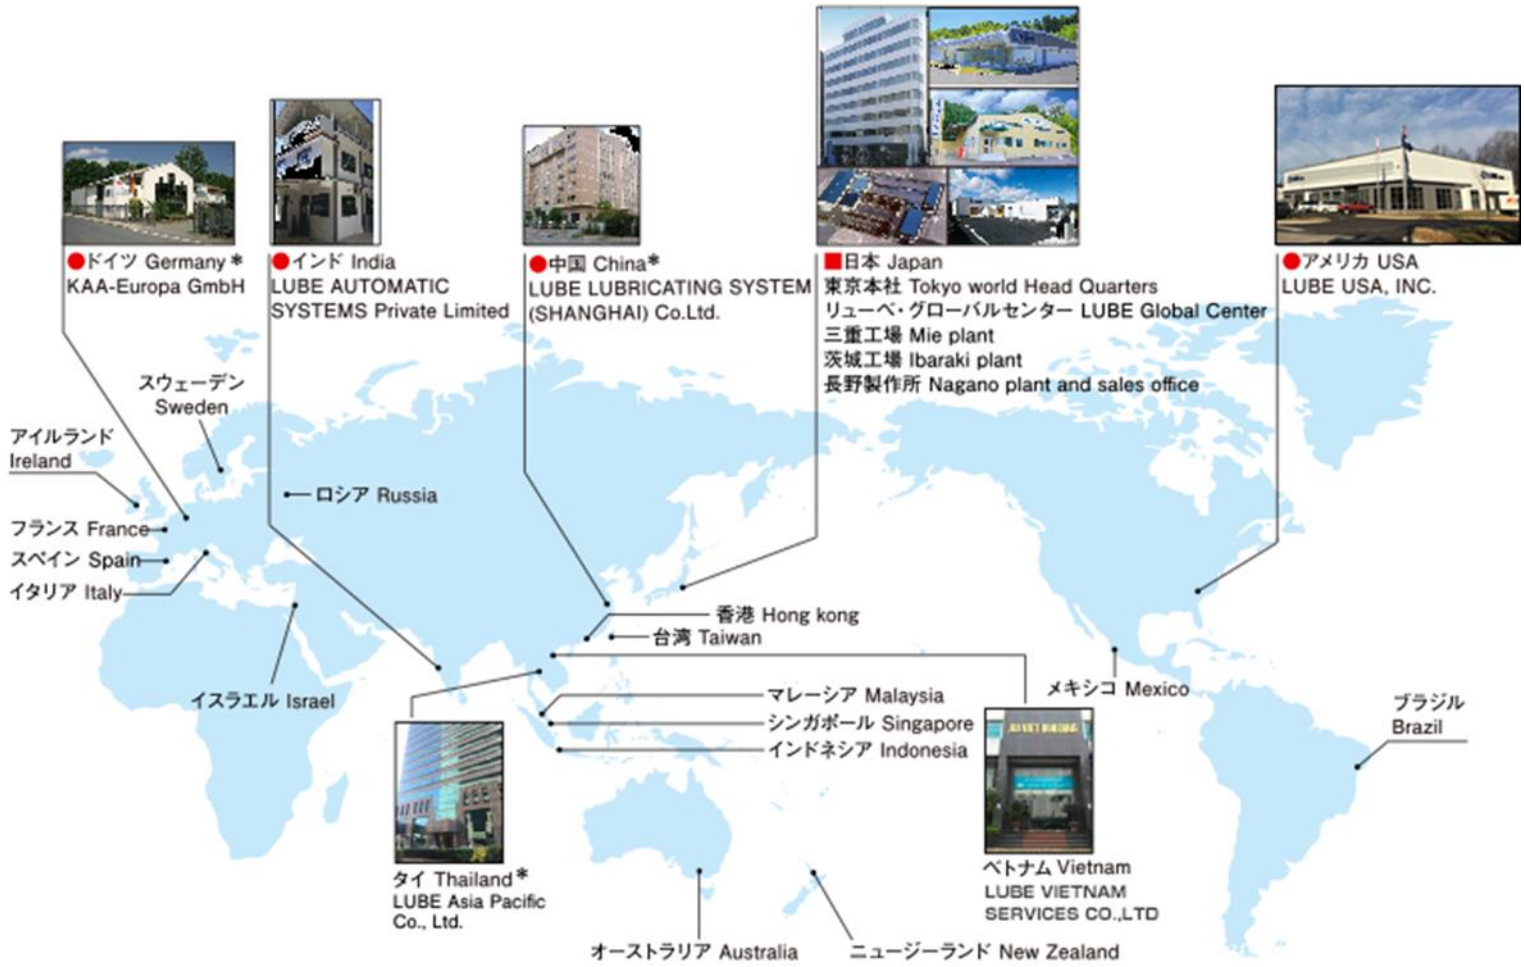 ●ドイツ Germany*
KAA-Europa GmbH
●インド India
LUBE AUTOMATIC
SYSTEMS Private Limited
●中国 China*
LUBE LUBRICATING SYSTEM
(SHANGHAI) Co.Ltd.
■日本 Japan
東京本社 Tokyo world Head Quarters
リューベ・グローバルセンター LUBE Global Center
三重工場 Mie plant
茨城工場 Ibaraki plant
長野製作所 Nagano plant and sales office
●アメリカ USA
LUBE USA, INC.
スウェーデン
Sweden
アイルランド
Ireland
ロシア Russia
フランス France
スペイン Spain
イタリア Italy
イスラエル Israel
香港 Hong kong
台湾 Taiwan
マレーシア Malaysia
シンガポール Singapore
インドネシア Indonesia
メキシコ Mexico
ブラジル
Brazil
タイ Thailand*
LUBE Asia Pacific
Co., Ltd.
ベトナム Vietnam
LUBE VIETNAM
SERVICES CO.,LTD
オーストラリア Australia
ニュージーランド New Zealand